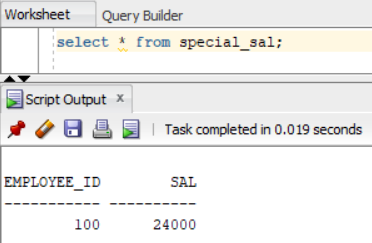 Worksheet Query Builder
select * from special_sal;
Script Output x
Task completed in 0.019 seconds
EMPLOYEE_ID SAL
----------- ----------
100 24000